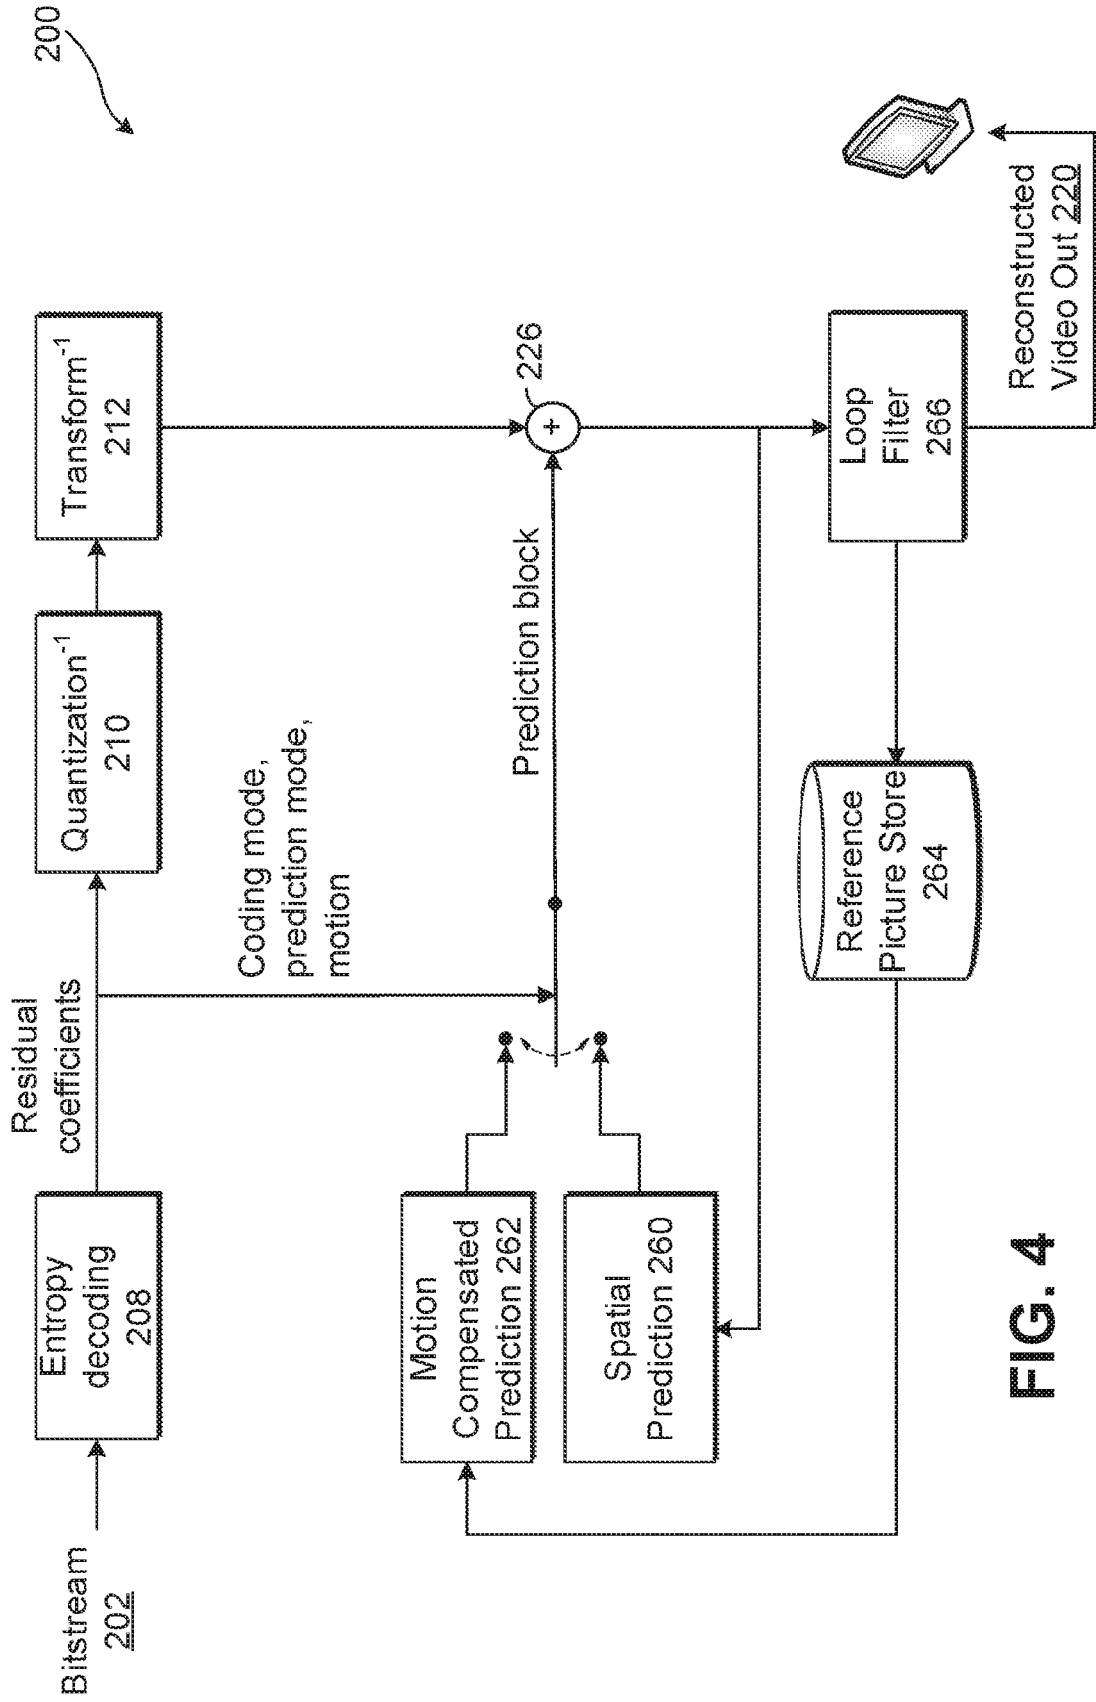 200
Bitstream
202
Entropy
decoding
208
Residual
coefficients
Quantization-1
210
Transform-1
212
Coding mode,
prediction mode,
motion
Motion
Compensated
Prediction 262
Spatial
Prediction 260
Prediction block
+
226
Reference
Picture Store
264
Loop
Filter
266
Reconstructed
Video Out 220
FIG. 4